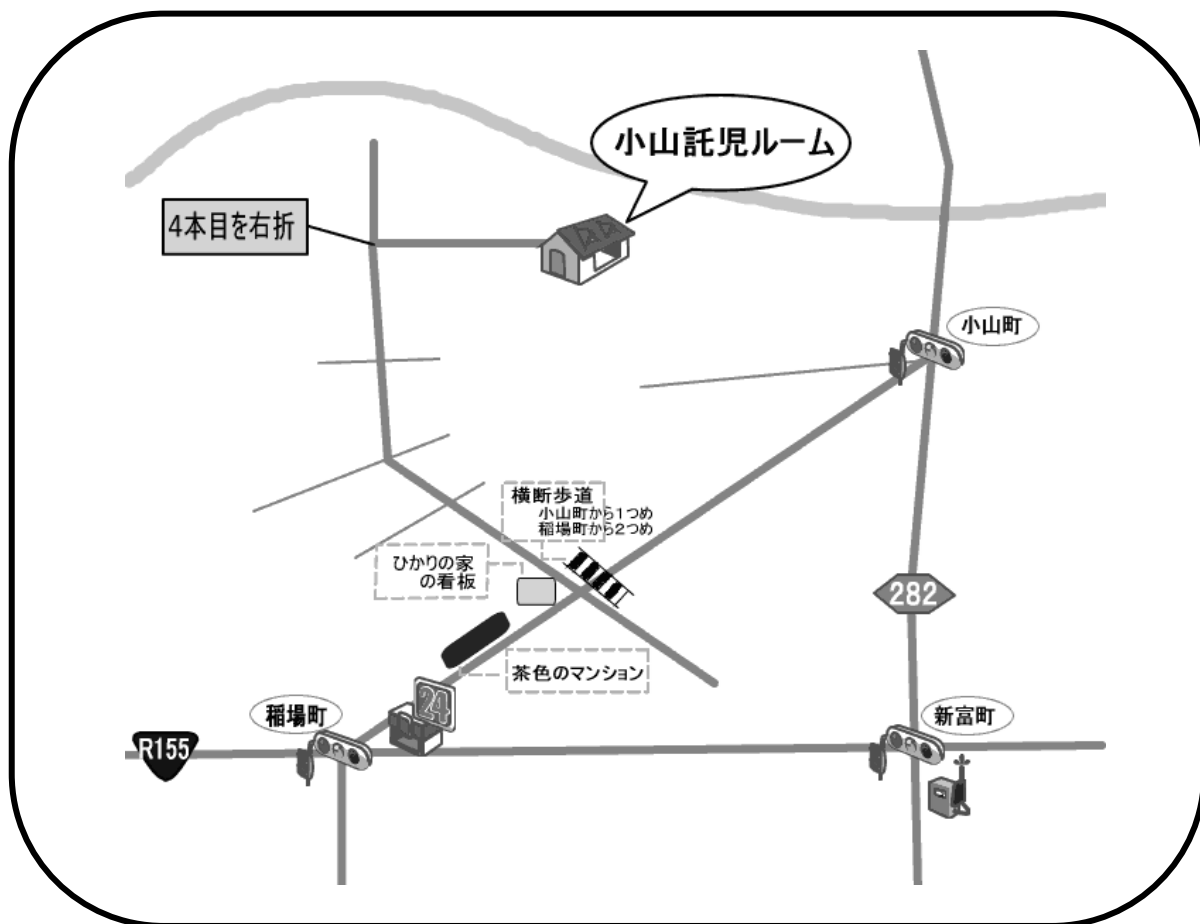 小山託児ルーム
4本目を右折
小山町
横断歩道
小山町から1つめ
稲場町から2つめ
ひかりの家
の看板
282
茶色のマンション
24
稲場町
新富町
R155